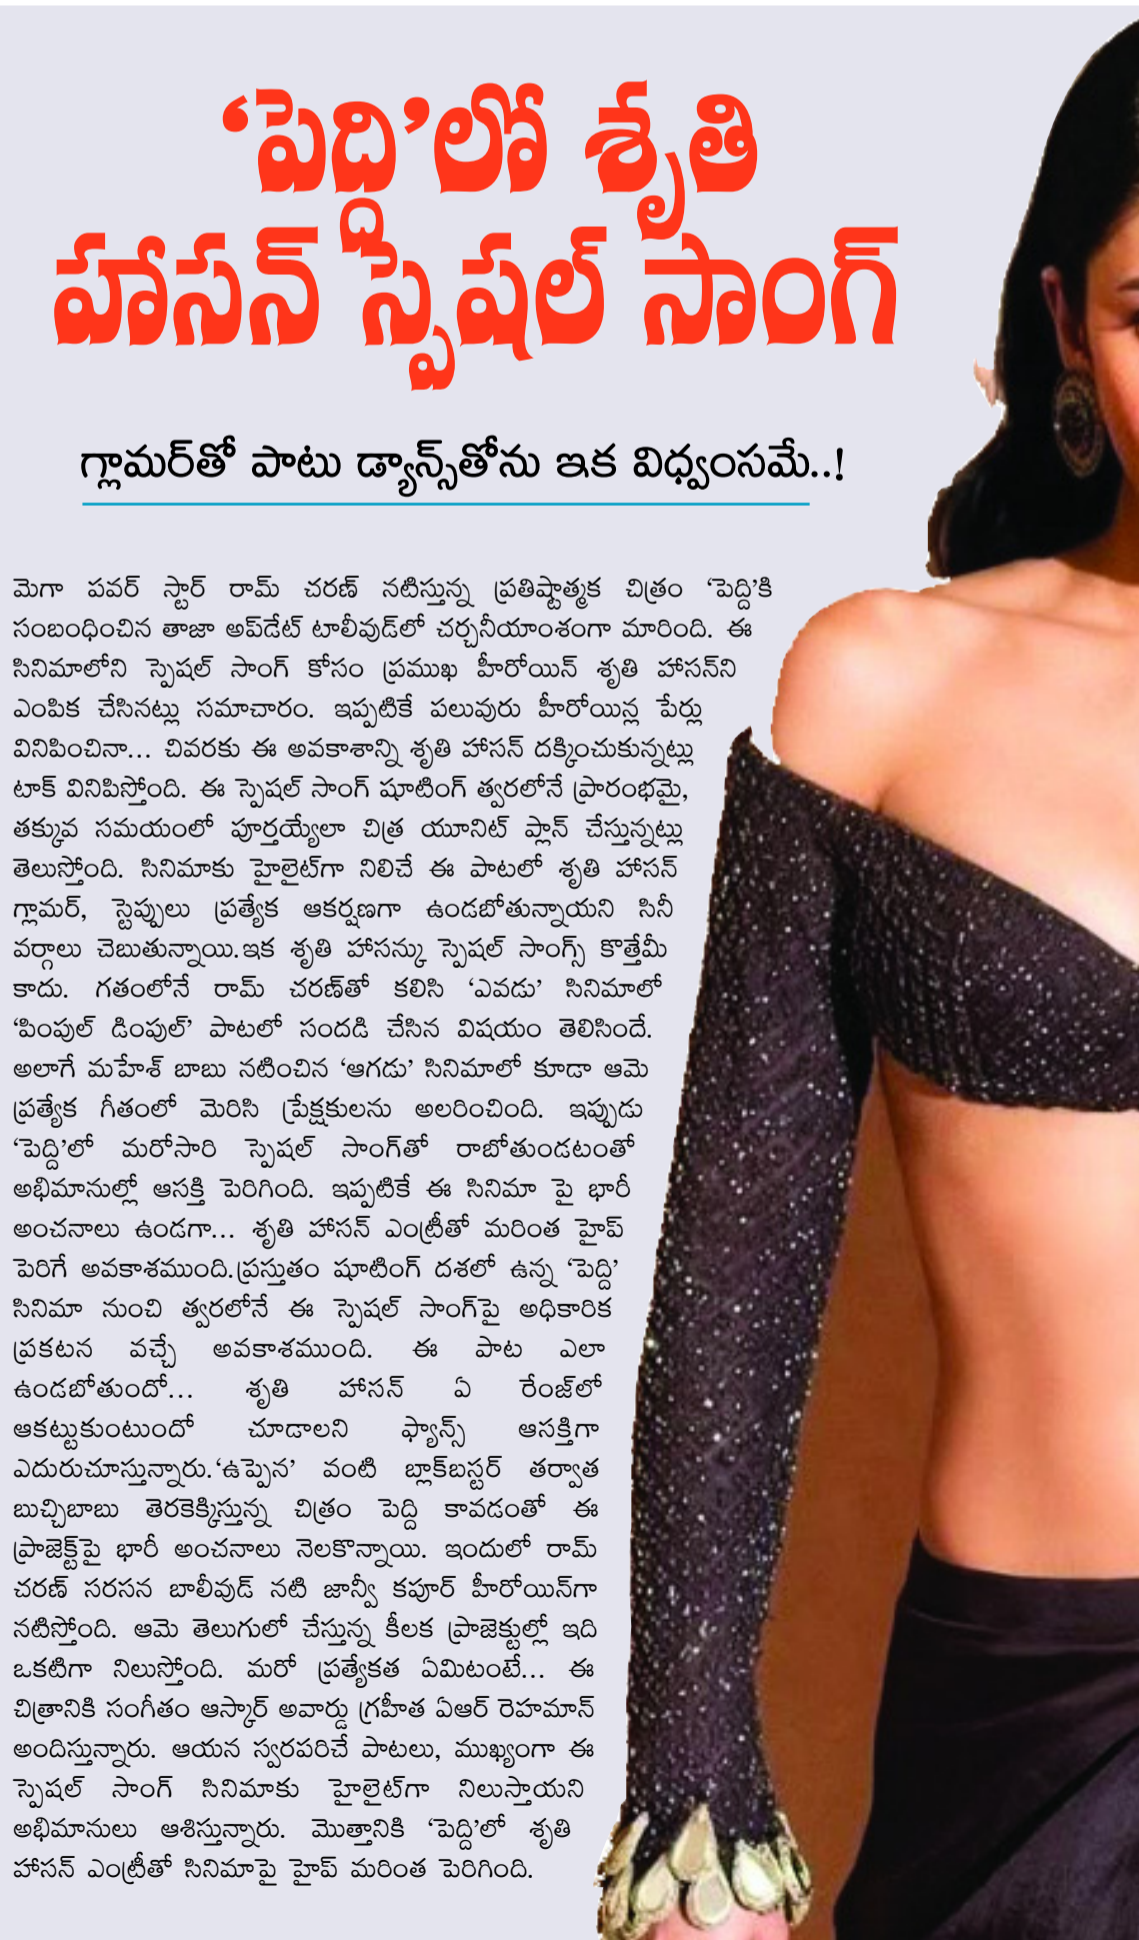 ‘పెద్ది’లో శృతి
హాసన్ స్పెషల్ సాంగ్
గ్లామర్‌తో పాటు డ్యాన్స్‌తోను ఇక విధ్వంసమే..!
మెగా పవర్ స్టార్ రామ్ చరణ్ నటిస్తున్న ప్రతిష్టాత్మక చిత్రం ‘పెద్ది’కి
సంబంధించిన తాజా అప్‌డేట్ టాలీవుడ్‌లో చర్చనీయాంశంగా మారింది. ఈ
సినిమాలోని స్పెషల్ సాంగ్ కోసం ప్రముఖ హీరోయిన్ శృతి హాసన్‌ని
ఎంపిక చేసినట్లు సమాచారం. ఇప్పటికే పలువురు హీరోయిన్ల పేర్లు
వినిపించినా... చివరకు ఈ అవకాశాన్ని శృతి హాసన్ దక్కించుకున్నట్లు
టాక్ వినిపిస్తోంది. ఈ స్పెషల్ సాంగ్ షూటింగ్ త్వరలోనే ప్రారంభమై,
తక్కువ సమయంలో పూర్తయ్యేలా చిత్ర యూనిట్ ప్లాన్ చేస్తున్నట్లు
తెలుస్తోంది. సినిమాకు హైలైట్‌గా నిలిచే ఈ పాటలో శృతి హాసన్
గ్లామర్, స్టెప్పులు ప్రత్యేక ఆకర్షణగా ఉండబోతున్నాయని సినీ
వర్గాలు చెబుతున్నాయి.ఇక శృతి హాసన్కు స్పెషల్ సాంగ్స్ కొత్తేమీ
కాదు. గతంలోనే రామ్ చరణ్‌తో కలిసి ‘ఎవడు’ సినిమాలో
‘పింపుల్ డింపుల్’ పాటలో సందడి చేసిన విషయం తెలిసిందే.
అలాగే మహేశ్ బాబు నటించిన ‘ఆగడు’ సినిమాలో కూడా ఆమె
ప్రత్యేక గీతంలో మెరిసి ప్రేక్షకులను అలరించింది. ఇప్పుడు
‘పెద్ది’లో మరోసారి స్పెషల్ సాంగ్‌తో రాబోతుండటంతో
అభిమానుల్లో ఆసక్తి పెరిగింది. ఇప్పటికే ఈ సినిమా పై భారీ
అంచనాలు ఉండగా... శృతి హాసన్ ఎంట్రీతో మరింత హైప్
పెరిగే అవకాశముంది.ప్రస్తుతం షూటింగ్ దశలో ఉన్న ‘పెద్ది’
సినిమా నుంచి త్వరలోనే ఈ స్పెషల్ సాంగ్‌పై అధికారిక
ప్రకటన వచ్చే అవకాశముంది. ఈ పాట ఎలా
ఉండబోతుందో... శృతి హాసన్ ఏ రేంజ్‌లో
ఆకట్టుకుంటుందో చూడాలని ఫ్యాన్స్ ఆసక్తిగా
ఎదురుచూస్తున్నారు.‘ఉప్పెన’ వంటి బ్లాక్‌బస్టర్ తర్వాత
బుచ్చిబాబు తెరకెక్కిస్తున్న చిత్రం పెద్ది కావడంతో ఈ
ప్రాజెక్ట్‌పై భారీ అంచనాలు నెలకొన్నాయి. ఇందులో రామ్
చరణ్ సరసన బాలీవుడ్ నటి జాన్వీ కపూర్ హీరోయిన్‌గా
నటిస్తోంది. ఆమె తెలుగులో చేస్తున్న కీలక ప్రాజెక్టుల్లో ఇది
ఒకటిగా నిలుస్తోంది. మరో ప్రత్యేకత ఏమిటంటే... ఈ
చిత్రానికి సంగీతం ఆస్కార్ అవార్డు గ్రహీత ఏఆర్ రెహమాన్
అందిస్తున్నారు. ఆయన స్వరపరిచే పాటలు, ముఖ్యంగా ఈ
స్పెషల్ సాంగ్ సినిమాకు హైలైట్‌గా నిలుస్తాయని
అభిమానులు ఆశిస్తున్నారు. మొత్తానికి ‘పెద్ది’లో శృతి
హాసన్ ఎంట్రీతో సినిమాపై హైప్ మరింత పెరిగింది.